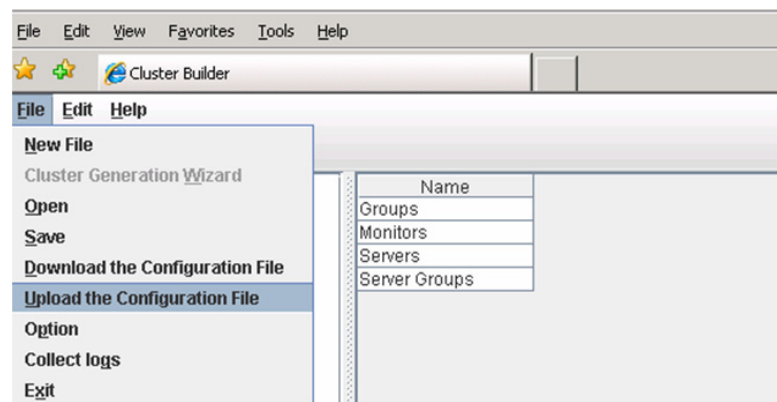 File Edit View Favorites Tools Help
Cluster Builder
File Edit Help
New File
Cluster Generation Wizard
Open
Save
Download the Configuration File
Upload the Configuration File
Option
Collect logs
Exit
Name
Groups
Monitors
Servers
Server Groups